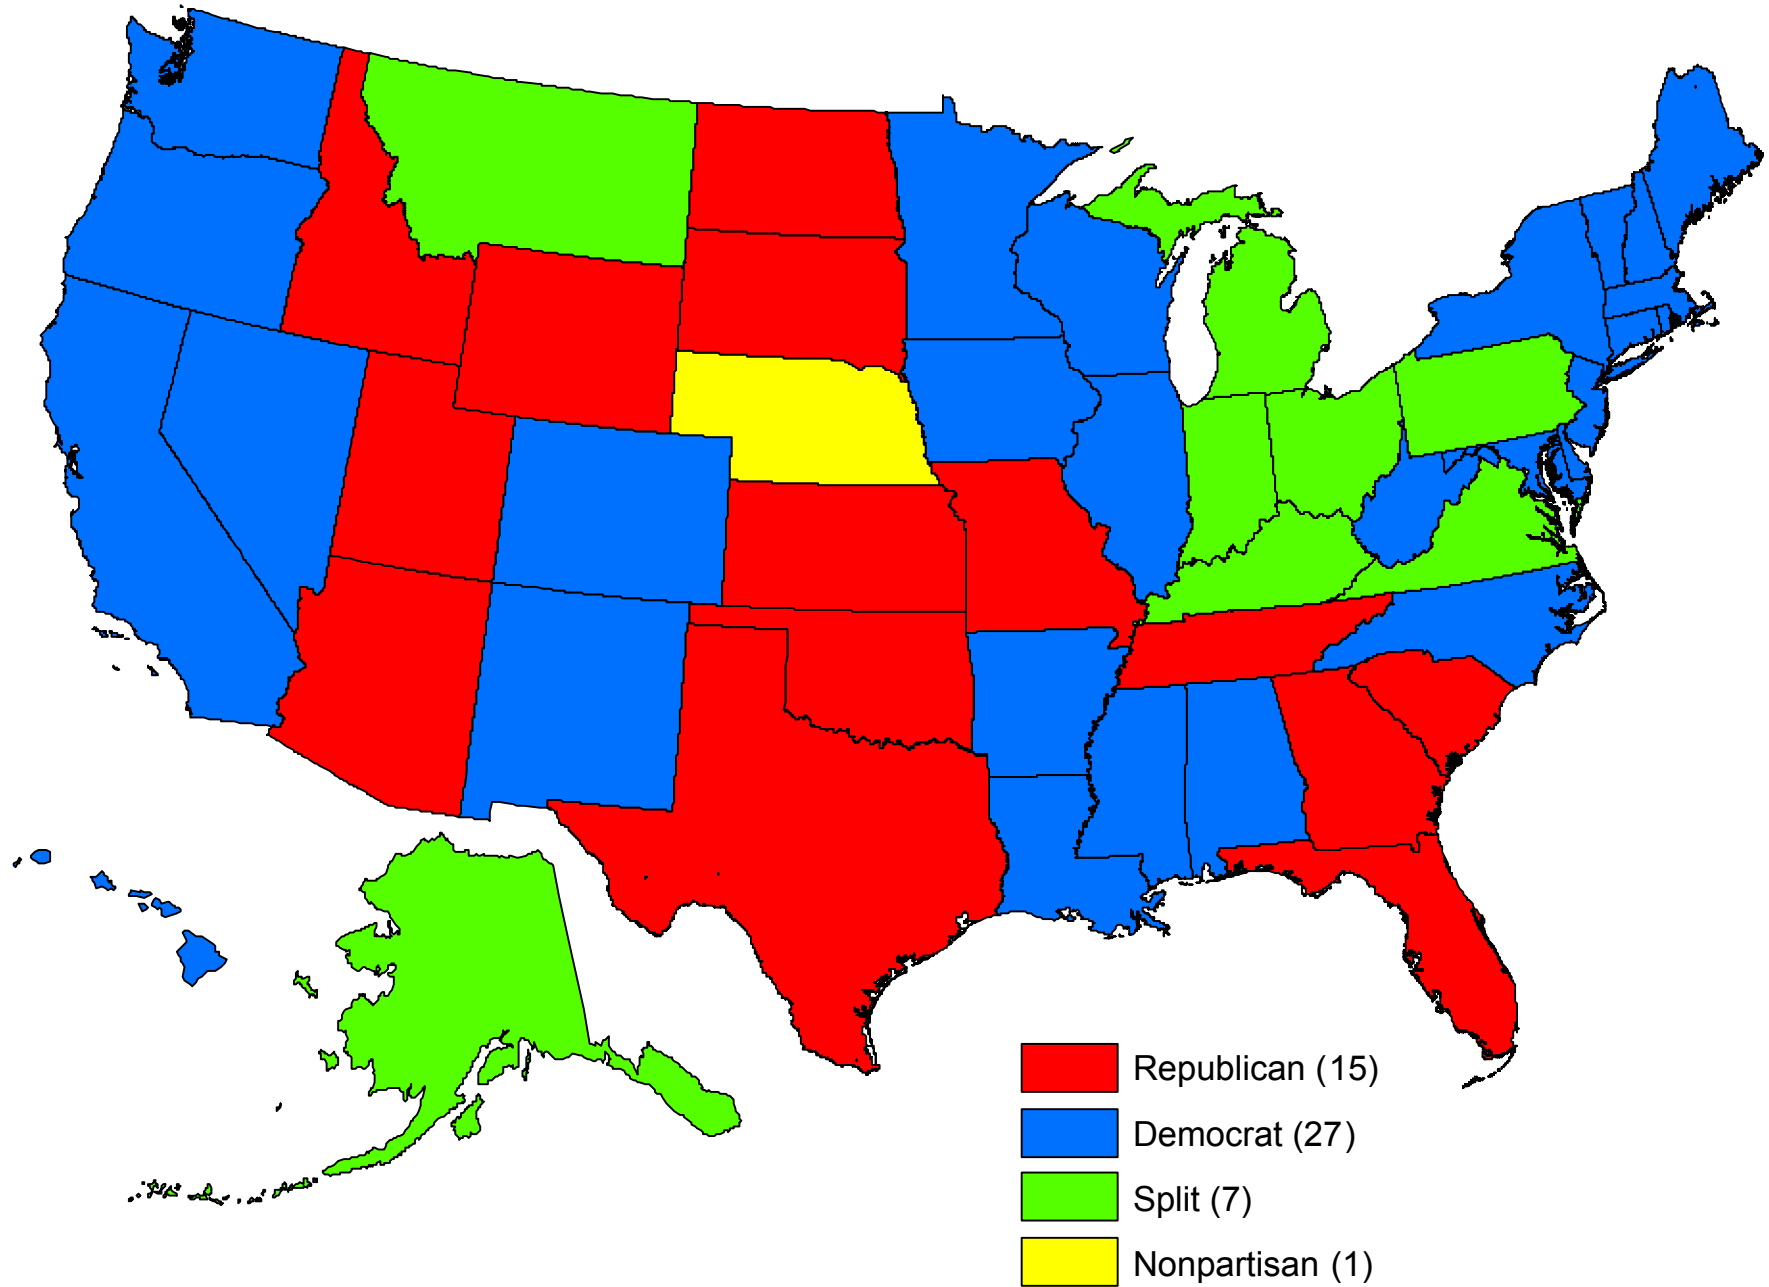 Republican (15)
Democrat (27)
Split (7)
Nonpartisan (1)